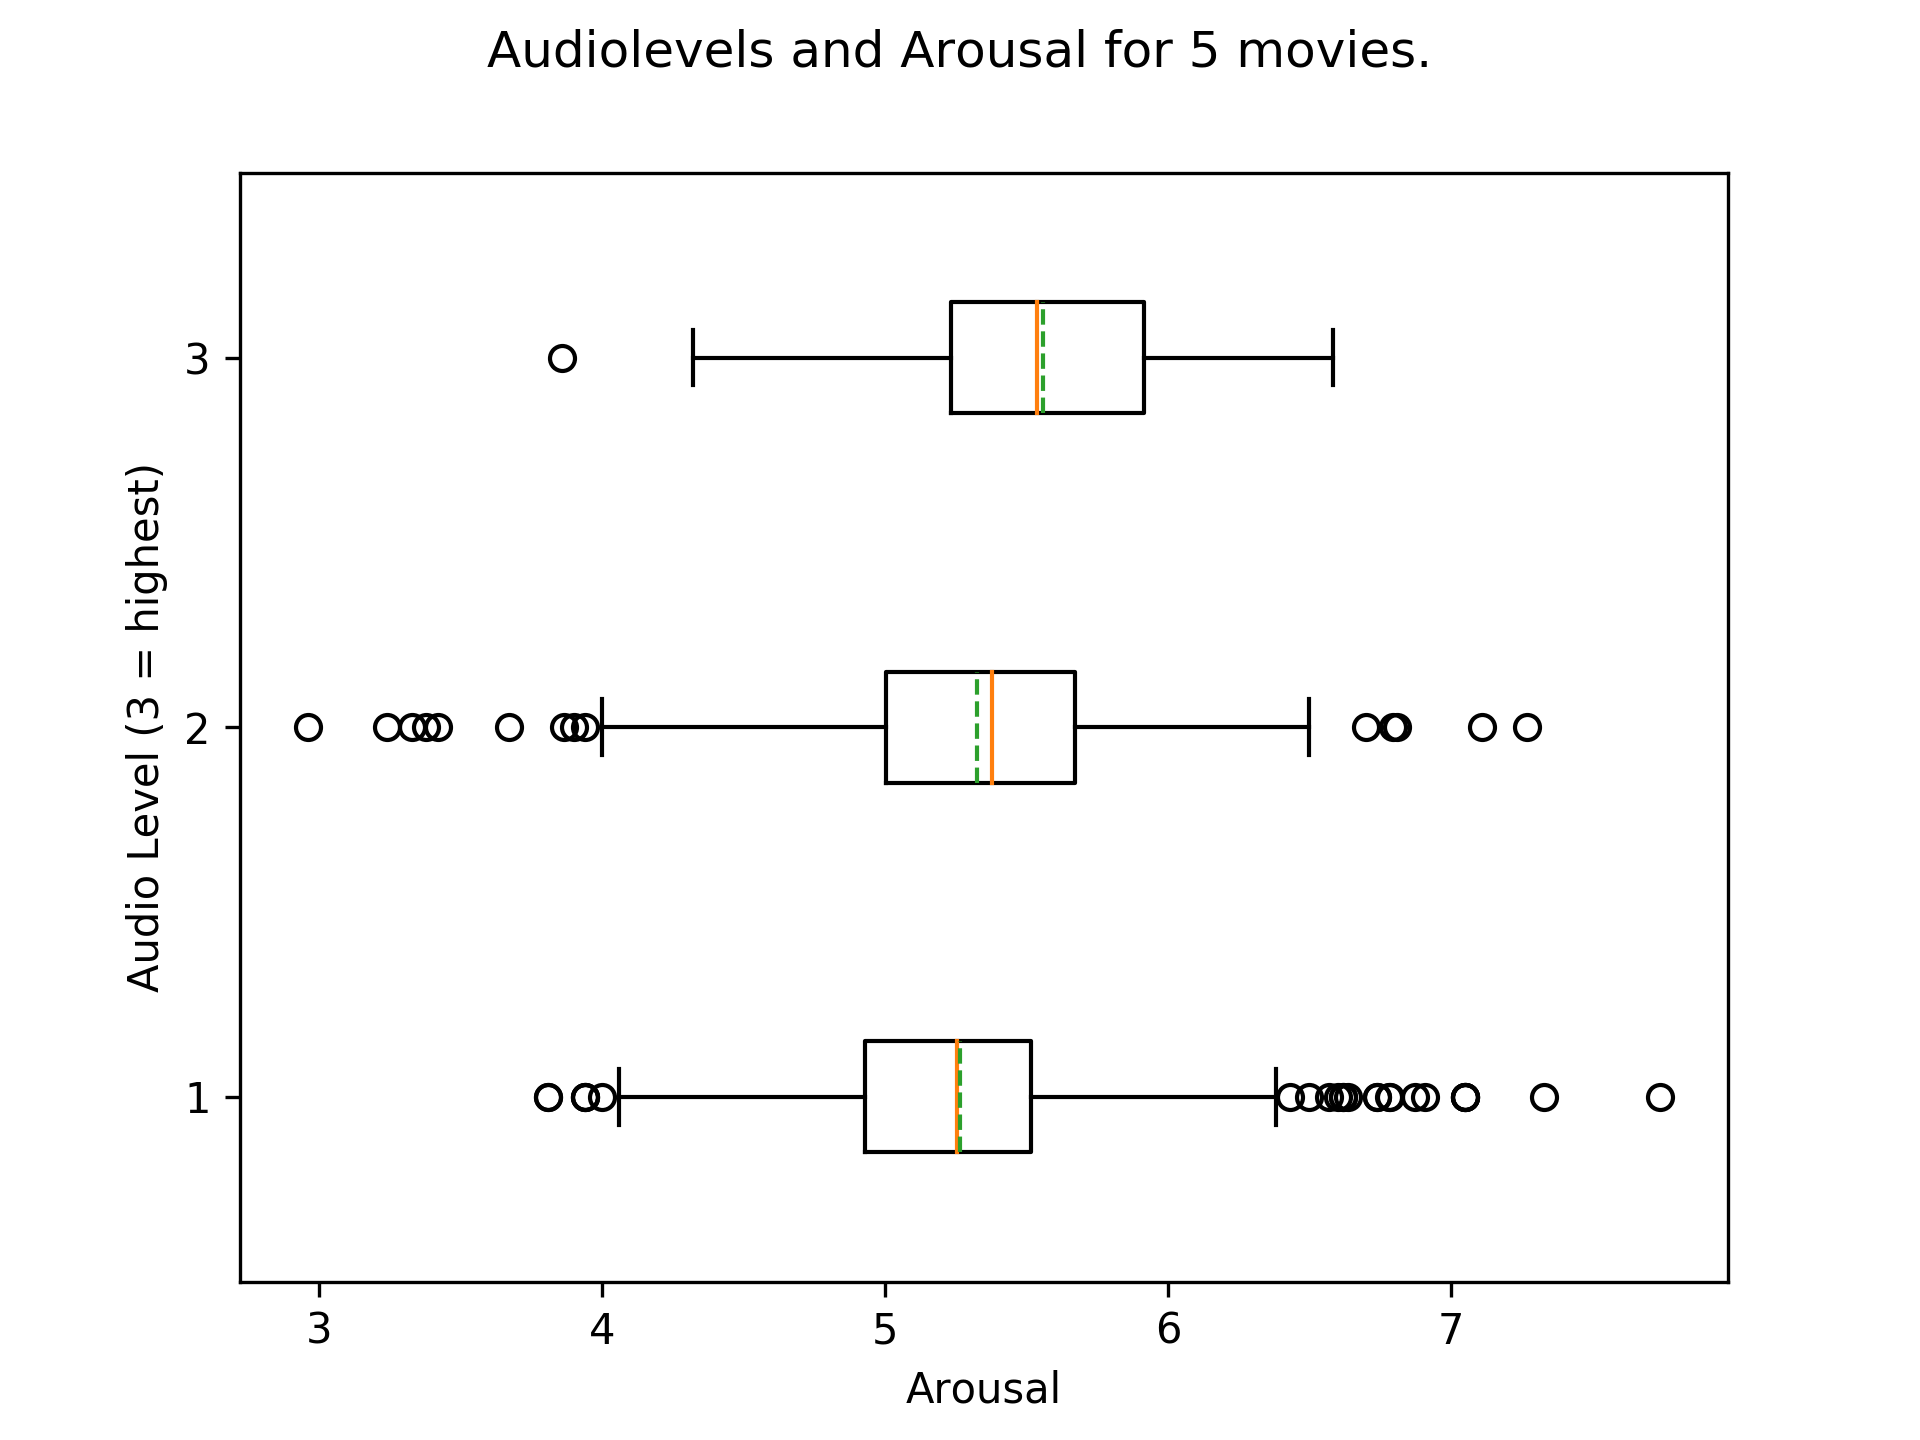 Audiolevels and Arousal for 5 movies.
Audio Level (3 = highest)
3
2
1
3 4 5 6 7
Arousal